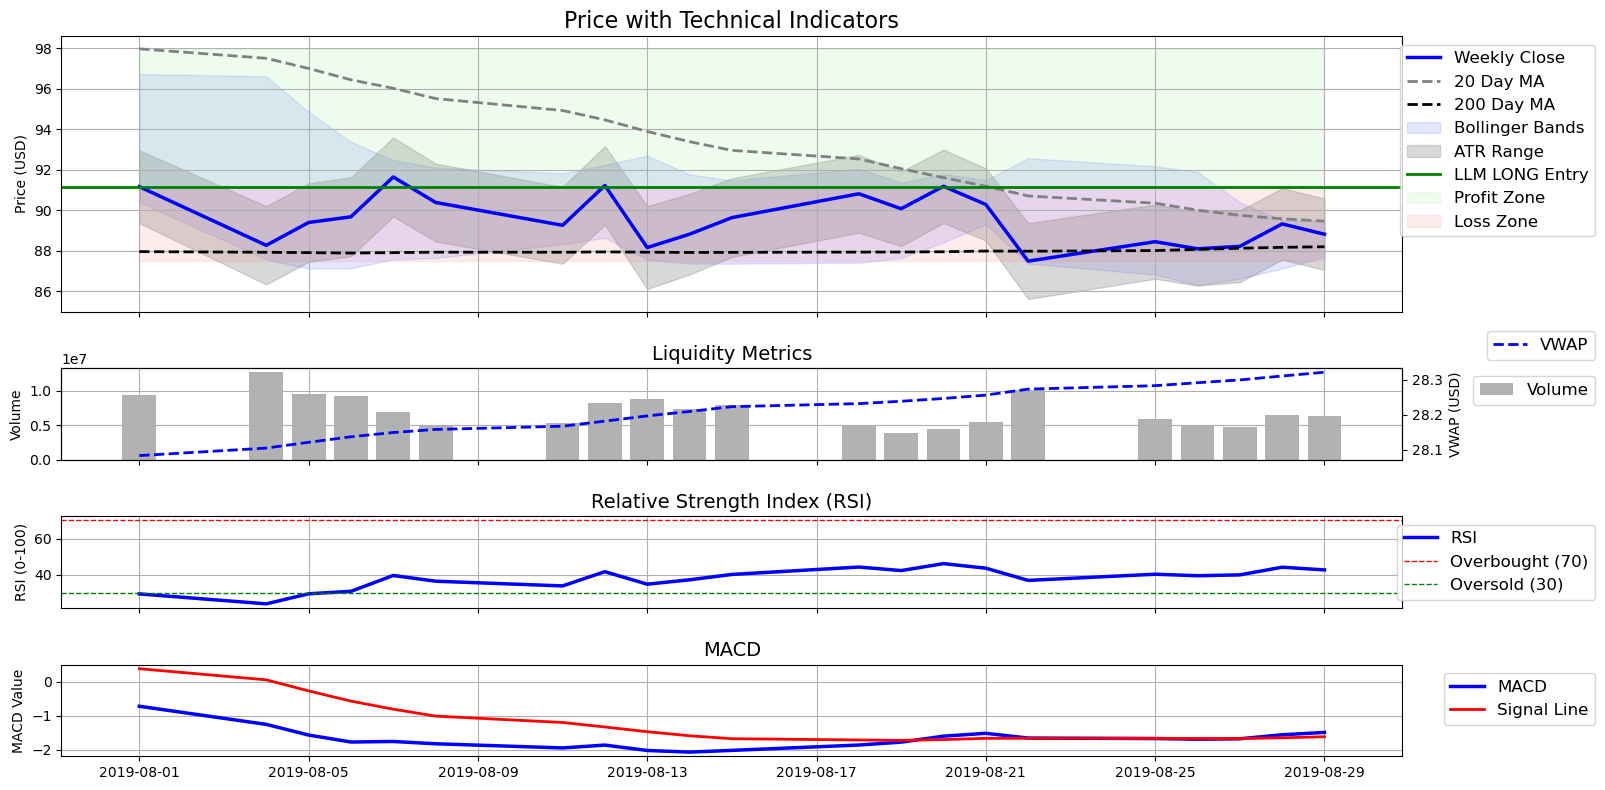 Price with Technical Indicators
98
96
94
92
90
88
86
Price (USD)
Weekly Close
20 Day MA
200 Day MA
Bollinger Bands
ATR Range
LLM LONG Entry
Profit Zone
Loss Zone
Liquidity Metrics
1e7
1.0
0.5
0.0
Volume
28.3
28.2
28.1
VWAP (USD)
VWAP
Volume
Relative Strength Index (RSI)
60
40
RSI (0-100)
RSI
Overbought (70)
Oversold (30)
MACD
0
−1
−2
MACD Value
MACD
Signal Line
2019-08-01
2019-08-05
2019-08-09
2019-08-13
2019-08-17
2019-08-21
2019-08-25
2019-08-29